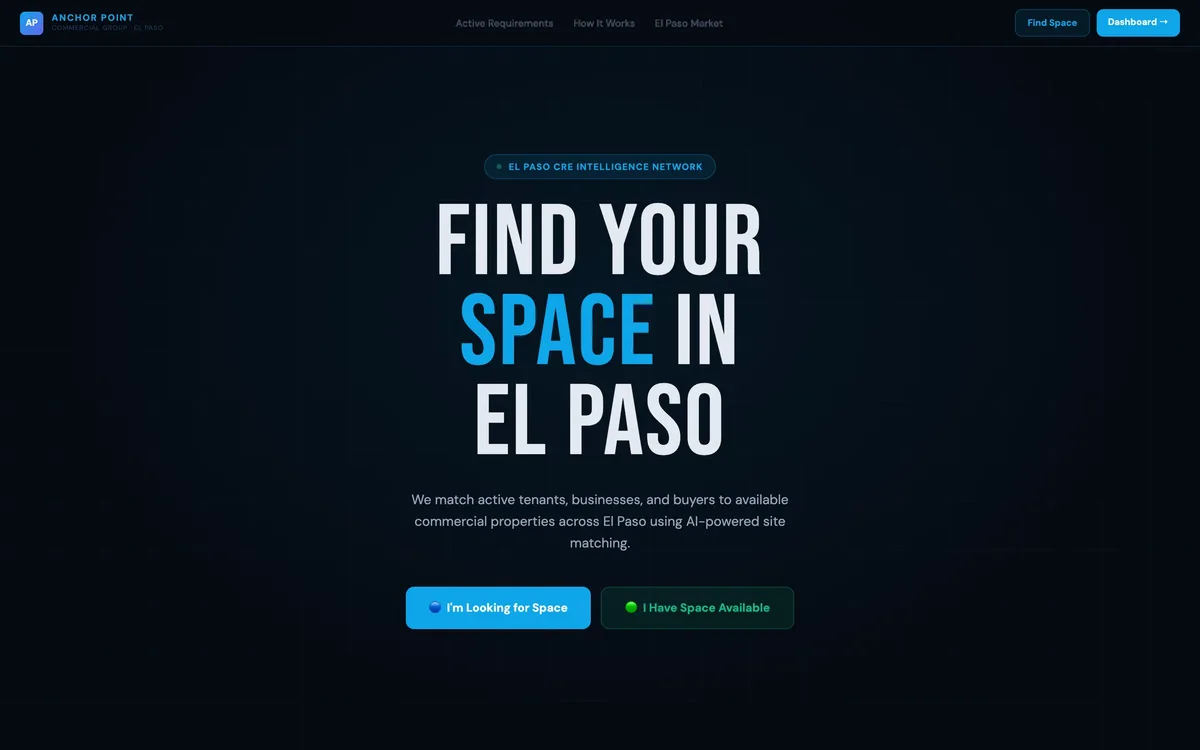 AP
ANCHOR POINT
COMMERCIAL GROUP · EL PASO
Active Requirements
How It Works
El Paso Market
Find Space
Dashboard →
EL PASO CRE INTELLIGENCE NETWORK
FIND YOUR
SPACE IN
EL PASO
We match active tenants, businesses, and buyers to available
commercial properties across El Paso using AI-powered site
matching.
I'm Looking for Space
I Have Space Available